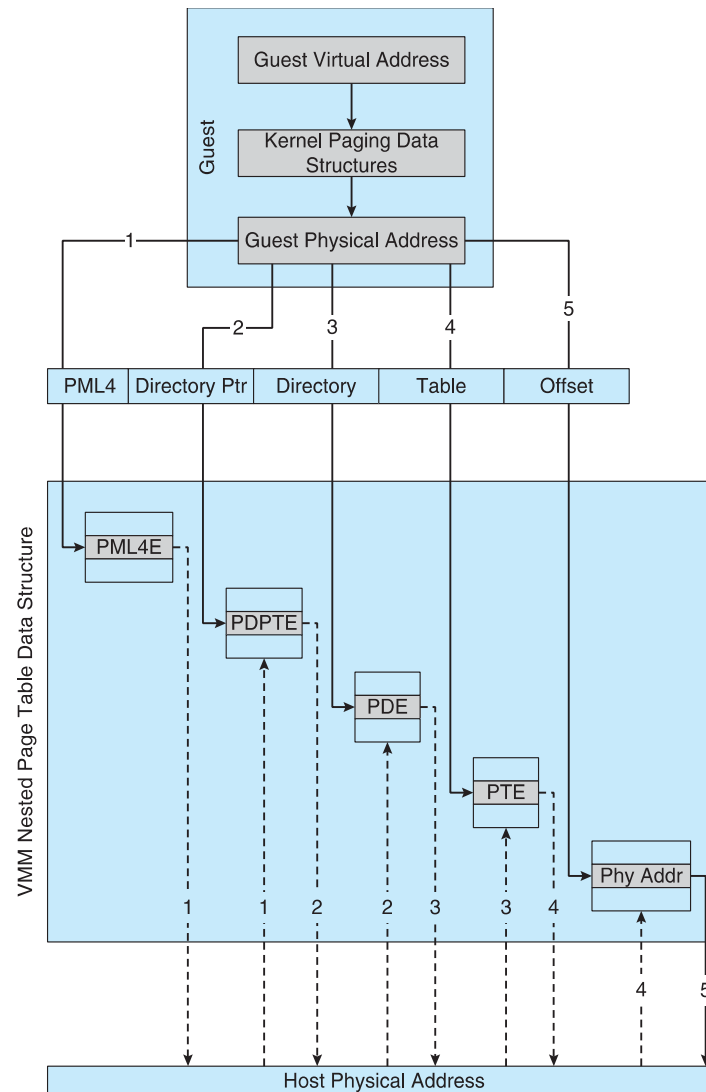 Guest Virtual Address
Kernel Paging Data
Structures
Guest
Guest Physical Address
1
2
3
4
5
PML4
Directory Ptr
Directory
Table
Offset
VMM Nested Page Table Data Structure
PML4E
PDPTE
PDE
PTE
Phy Addr
1
1
2
2
3
3
4
4
5
Host Physical Address